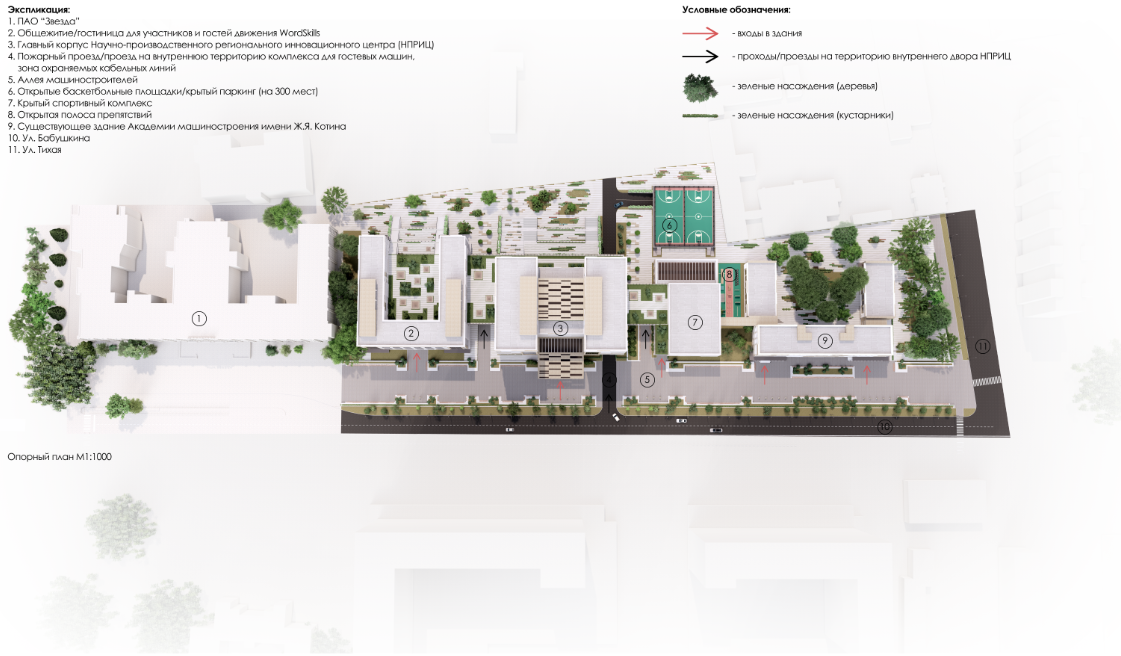 Экспликация:
1. ПАО "Звезда"
2. Общежитие/гостиница для участников и гостей движения WordSkills
3. Главный корпус Научно-производственного регионального инновационного центра (НПРИЦ)
4. Пожарный проезд/проезд на внутреннюю территорию комплекса для гостевых машин,
зона охраняемых кабельных линий
5. Аллея машиностроителей
6. Открытые баскетбольные площадки/крытый паркинг (на 300 мест)
7. Крытый спортивный комплекс
8. Открытая полоса препятствий
9. Существующее здание Академии машиностроения имени Ж.Я. Котина
10. Ул. Бабушкина
11. Ул. Тихая
Условные обозначения:
- входы в здания
- проходы/проезды на территорию внутреннего двора НПРИЦ
- зеленые насаждения (деревья)
- зеленые насаждения (кустарники)
6
8
1
2
3
7
9
11
4
5
10
Опорный план М1:1000